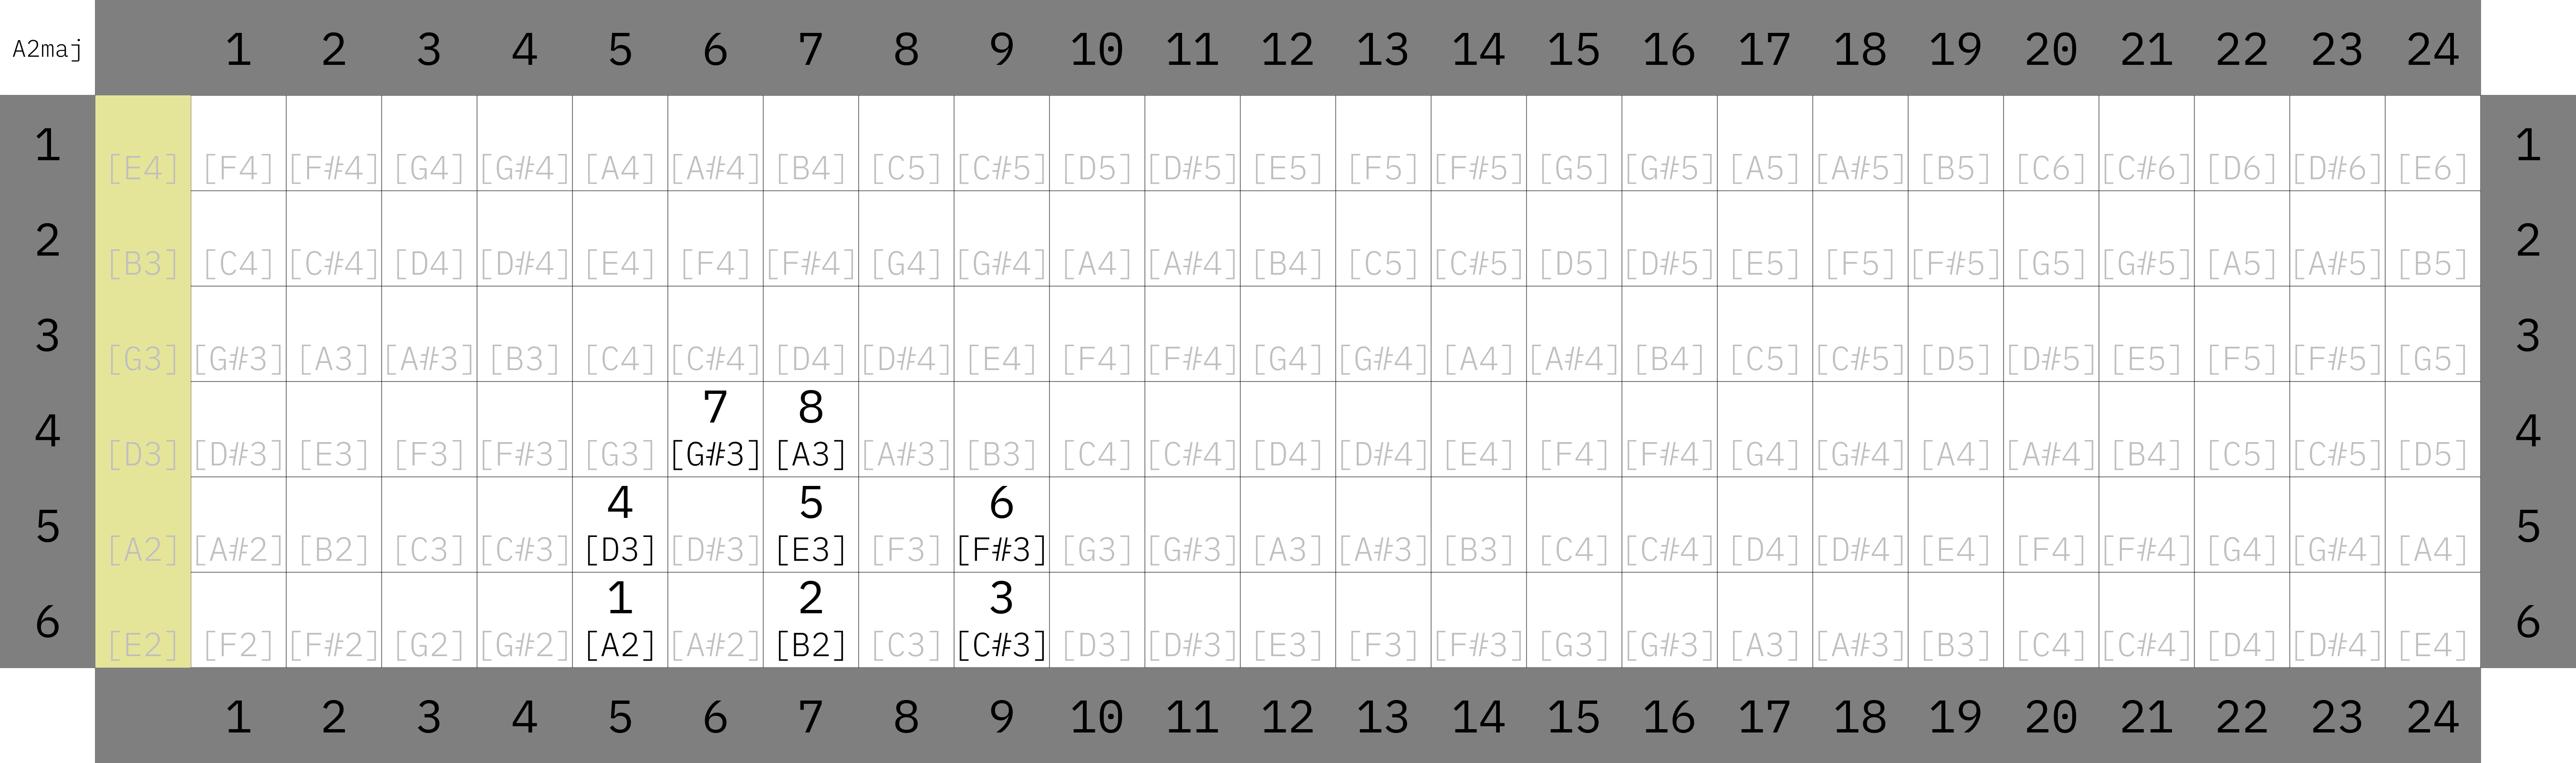 A2maj 1 2 3 4 5 6 7 8 9 10 11 12 13 14 15 16 17 18 19 20 21 22 23 24
1 [E4] [F4] [F#4] [G4] [G#4] [A4] [A#4] [B4] [C5] [C#5] [D5] [D#5] [E5] [F5] [F#5] [G5] [G#5] [A5] [A#5] [B5] [C6] [C#6] [D6] [D#6] [E6] 1
2 [B3] [C4] [C#4] [D4] [D#4] [E4] [F4] [F#4] [G4] [G#4] [A4] [A#4] [B4] [C5] [C#5] [D5] [D#5] [E5] [F5] [F#5] [G5] [G#5] [A5] [A#5] [B5] 2
3 [G3] [G#3] [A3] [A#3] [B3] [C4] [C#4] [D4] [D#4] [E4] [F4] [F#4] [G4] [G#4] [A4] [A#4] [B4] [C5] [C#5] [D5] [D#5] [E5] [F5] [F#5] [G5] 3
7 8
4 [D3] [D#3] [E3] [F3] [F#3] [G3] [G#3] [A3] [A#3] [B3] [C4] [C#4] [D4] [D#4] [E4] [F4] [F#4] [G4] [G#4] [A4] [A#4] [B4] [C5] [C#5] [D5] 4
4 5 6
5 [A2] [A#2] [B2] [C3] [C#3] [D3] [D#3] [E3] [F3] [F#3] [G3] [G#3] [A3] [A#3] [B3] [C4] [C#4] [D4] [D#4] [E4] [F4] [F#4] [G4] [G#4] [A4] 5
1 2 3
6 [E2] [F2] [F#2] [G2] [G#2] [A2] [A#2] [B2] [C3] [C#3] [D3] [D#3] [E3] [F3] [F#3] [G3] [G#3] [A3] [A#3] [B3] [C4] [C#4] [D4] [D#4] [E4] 6
1 2 3 4 5 6 7 8 9 10 11 12 13 14 15 16 17 18 19 20 21 22 23 24